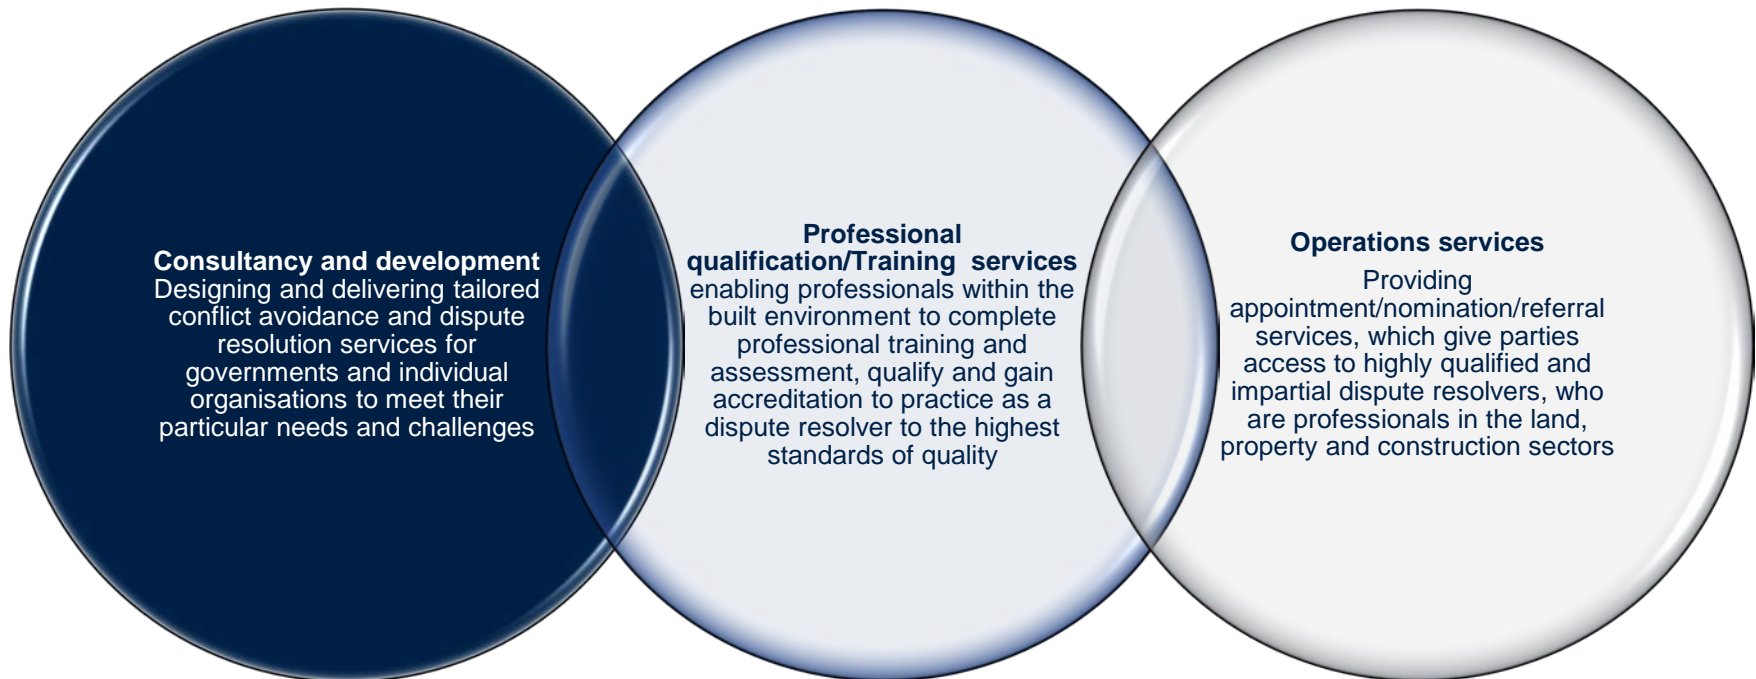 Consultancy and development
Designing and delivering tailored
conflict avoidance and dispute
resolution services for
governments and individual
organisations to meet their
particular needs and challenges
Professional
qualification/Training  services
enabling professionals within the
built environment to complete
professional training and
assessment, qualify and gain
accreditation to practice as a
dispute resolver to the highest
standards of quality
Operations services
Providing
appointment/nomination/referral
services, which give parties
access to highly qualified and
impartial dispute resolvers, who
are professionals in the land,
property and construction sectors